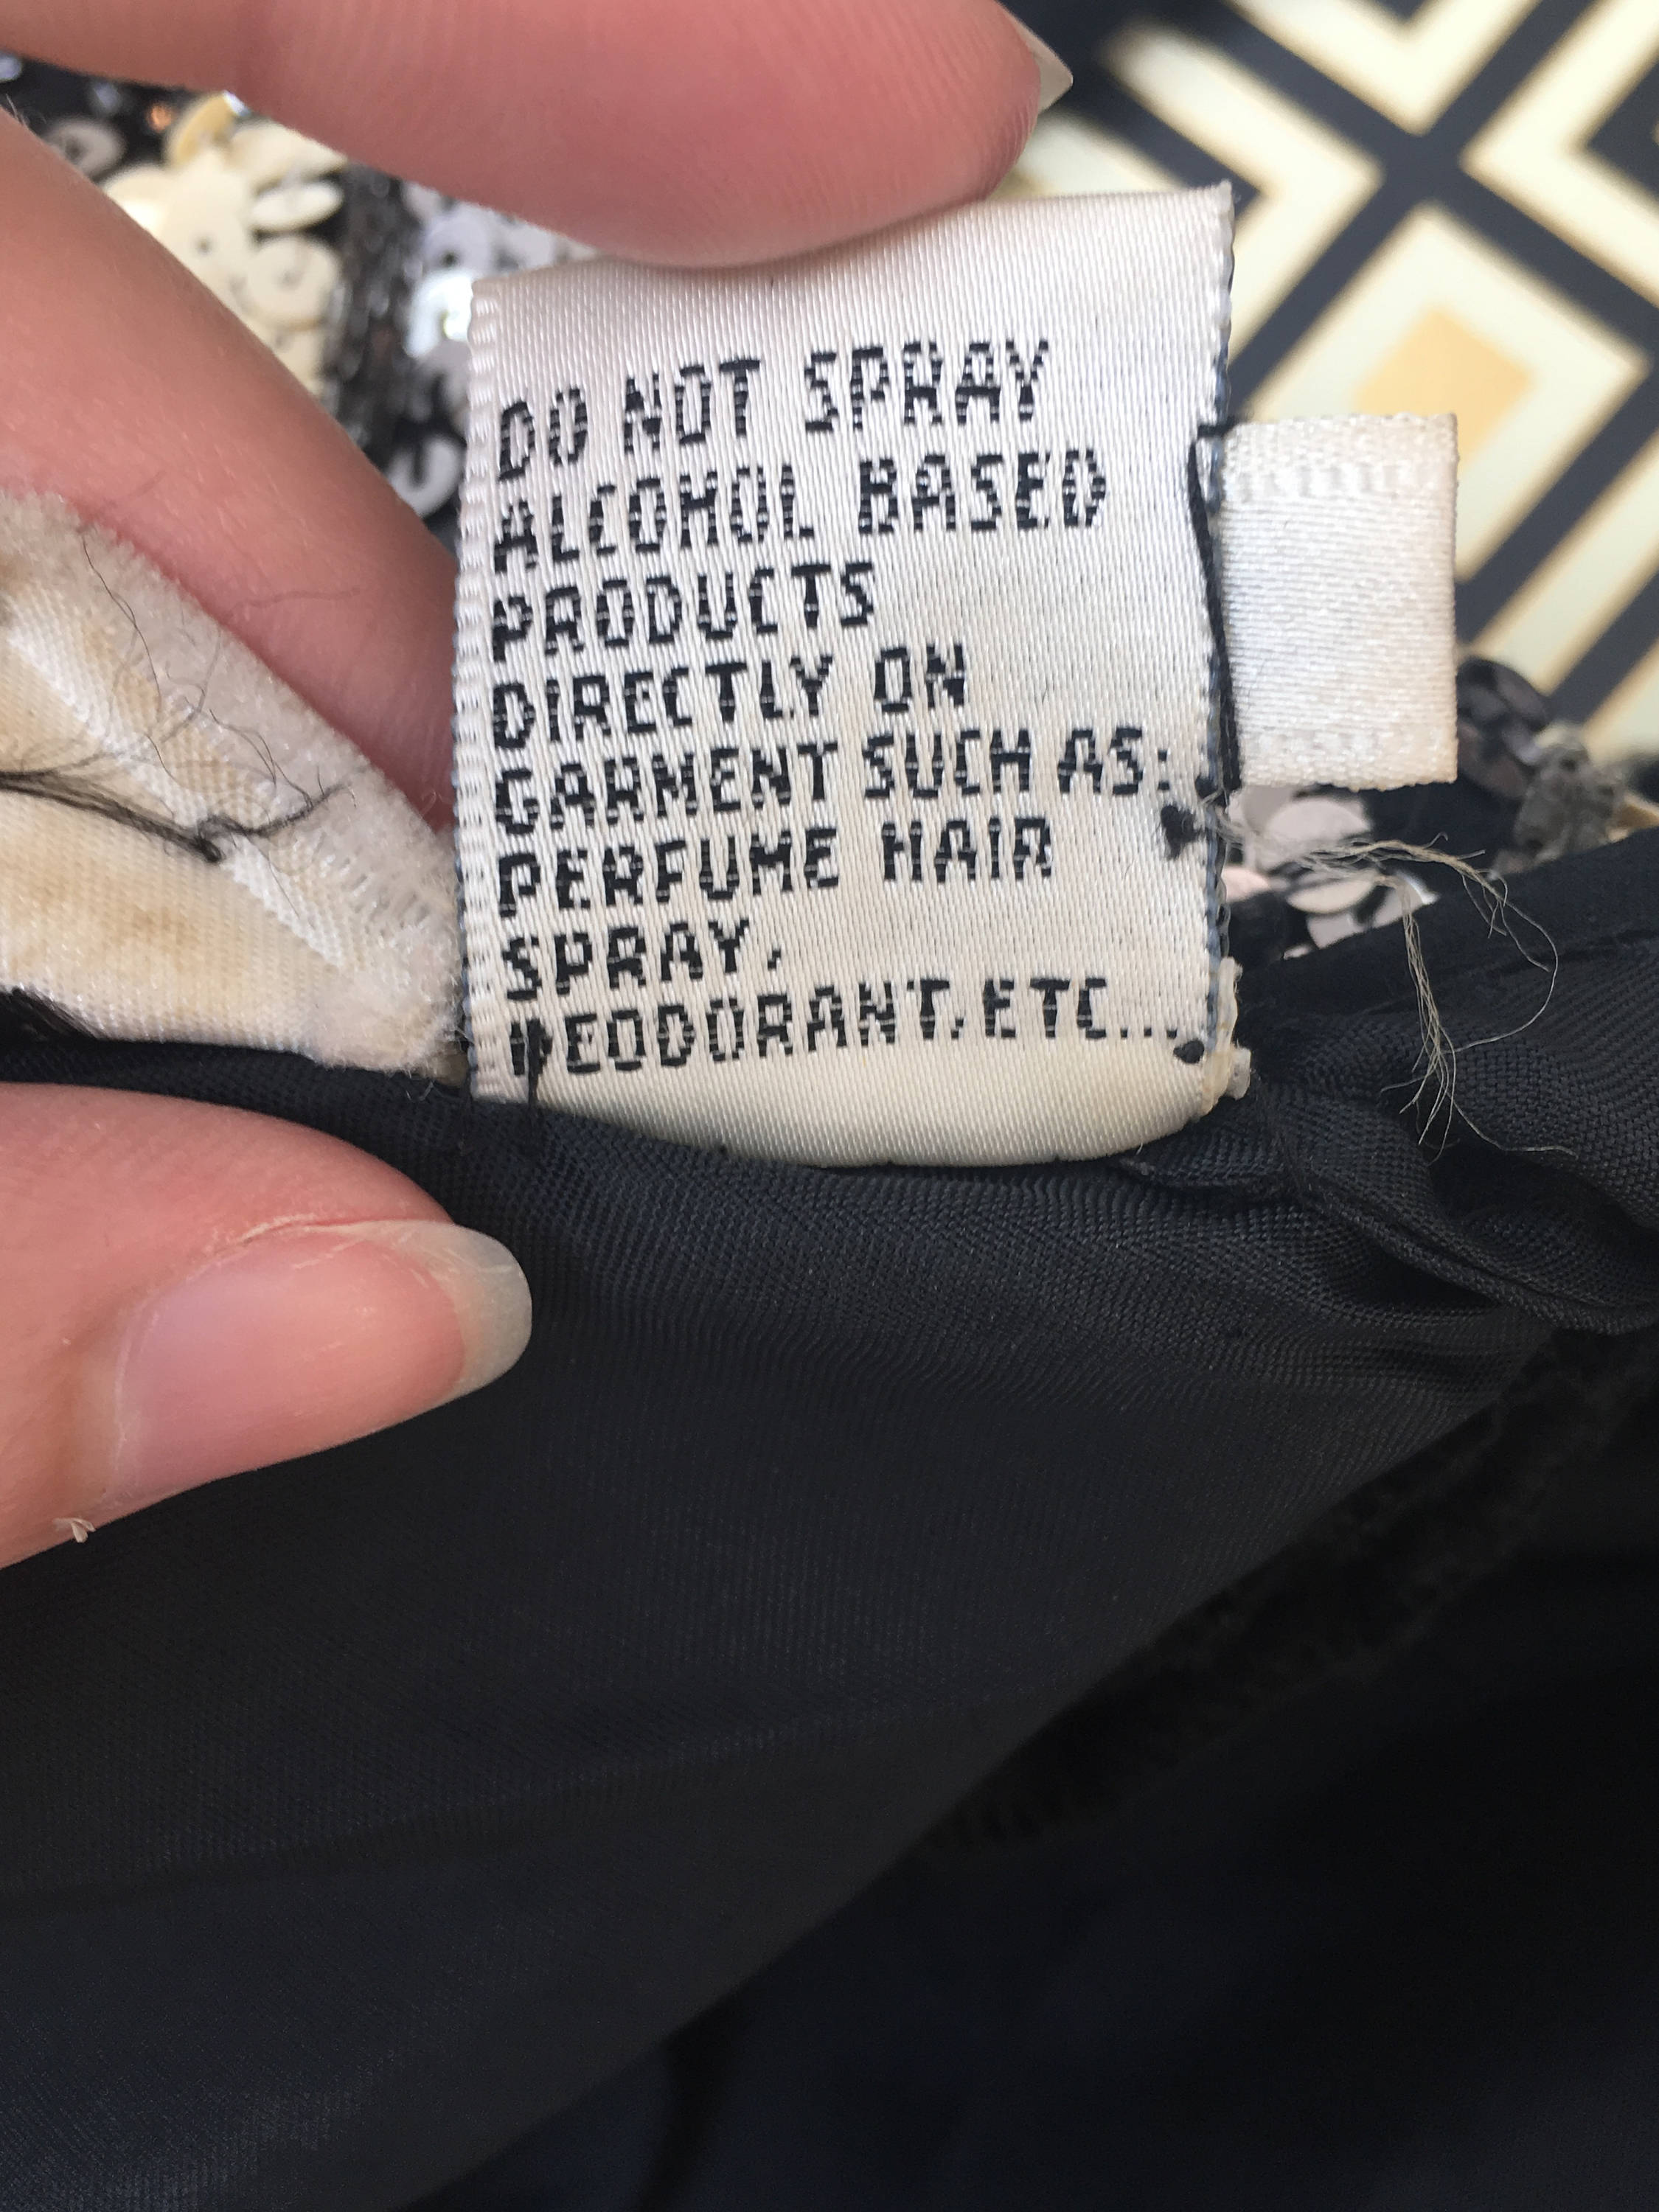 DO NOT SPRAY
ALCOHOL BASED
PRODUCTS
DIRECTLY ON
GARMENT SUCH AS:
PERFUME HAIR
SPRAY,
DEODORANT, ETC...